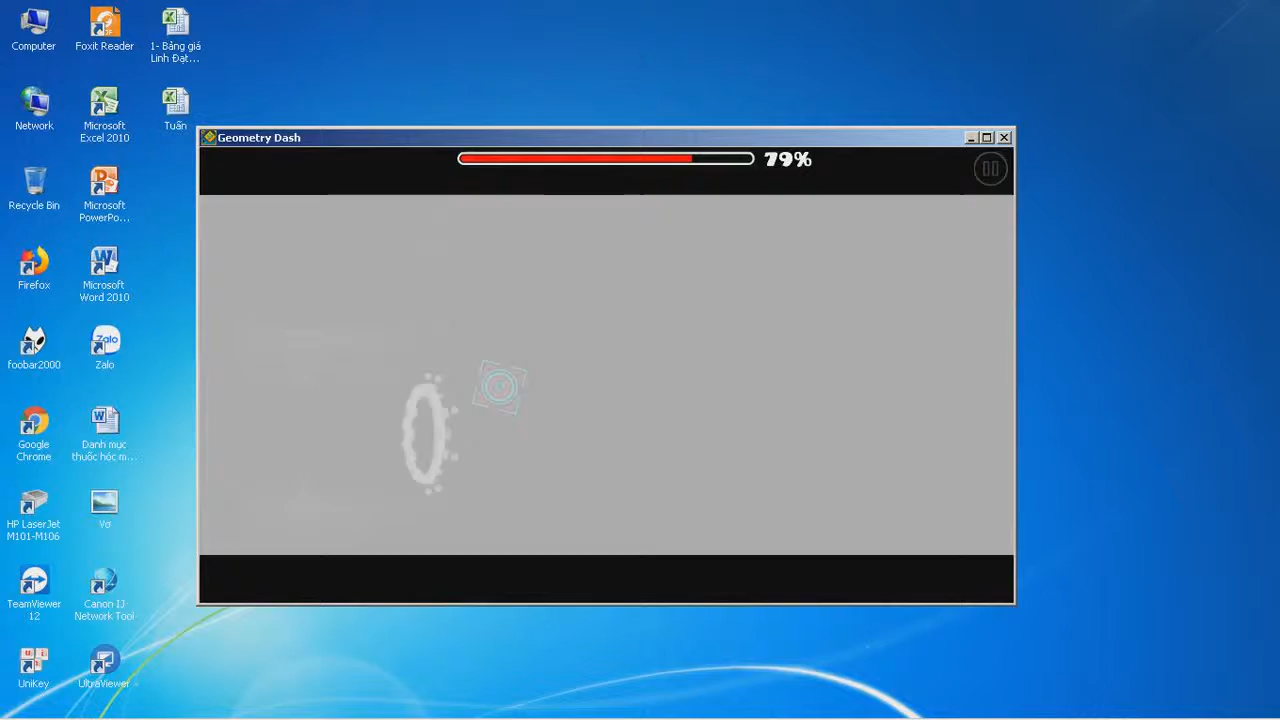 Computer
Foxit Reader
1- Bảng giá
Linh Đạt...
Network
Microsoft
Excel 2010
Tuấn
Geometry Dash
79%
Recycle Bin
Microsoft
PowerPo...
Firefox
Microsoft
Word 2010
foobar2000
Zalo
Google
Chrome
Danh mục
thuốc hóc m...
HP LaserJet
M101-M106
Vơ
TeamViewer
12
Canon IJ
Network Tool
UniKey
UltraViewer